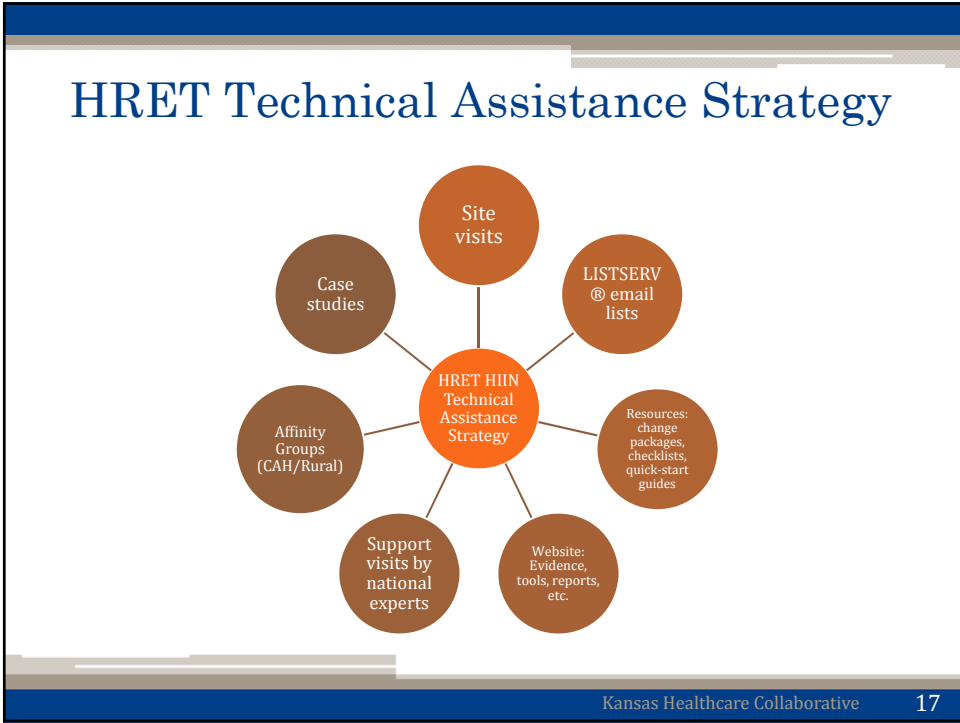 HRET Technical Assistance Strategy
Site
visits
LISTSERV
® email
lists
Resources:
change
packages,
checklists,
quick-start
guides
Website:
Evidence,
tools, reports,
etc.
Support
visits by
national
experts
Affinity
Groups
(CAH/Rural)
Case
studies
HRET HIIN
Technical
Assistance
Strategy
Kansas Healthcare Collaborative
17